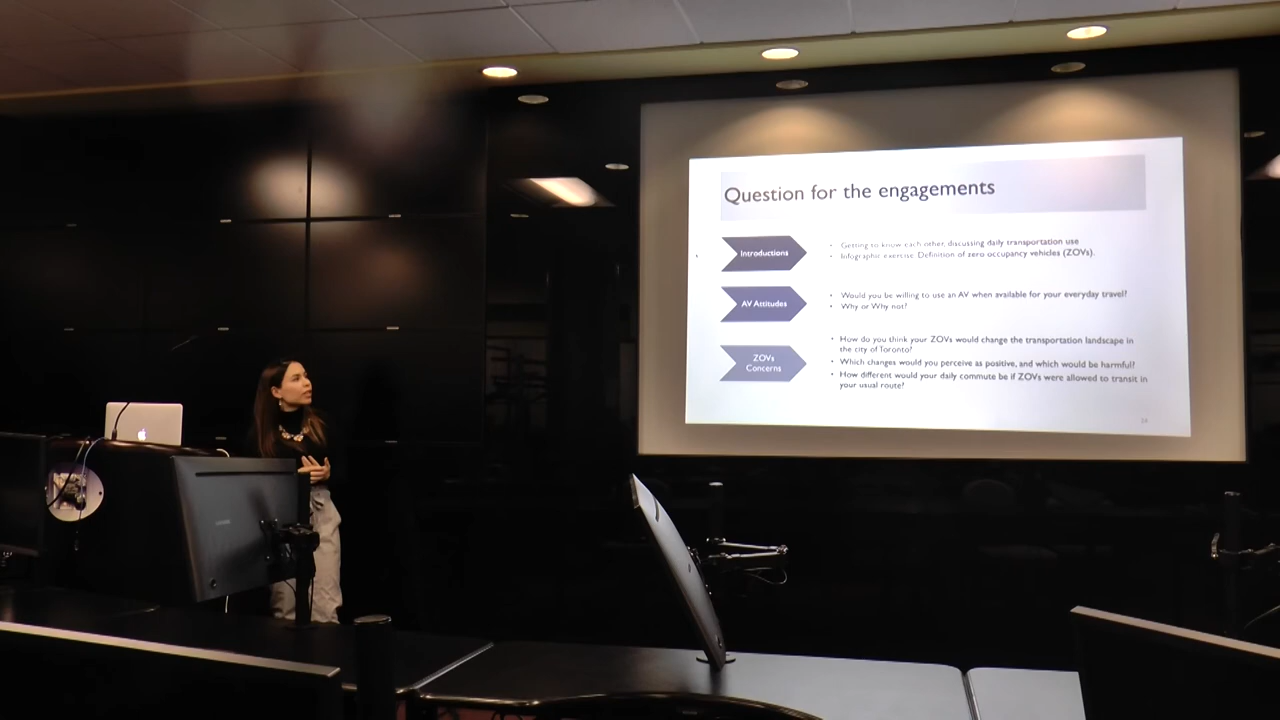 Question for the engagements
Introductions
• Getting to know each other, discussing daily transportation use
• Infographic exercise. Definition of zero occupancy vehicles (ZOVs).
AV Attitudes
• Would you be willing to use an AV when available for your everyday travel?
• Why or Why not?
ZOVs
Concerns
• How do you think your ZOVs would change the transportation landscape in
the city of Toronto?
• Which changes would you perceive as positive, and which would be harmful?
• How different would your daily commute be if ZOVs were allowed to transit in
your usual route?